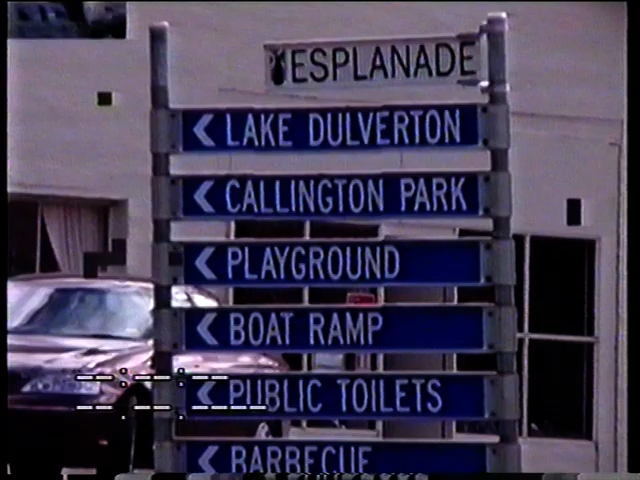 ESPLANADE
LAKE DULVERTON
CALLINGTON PARK
PLAYGROUND
BOAT RAMP
PUBLIC TOILETS
BARBECUE